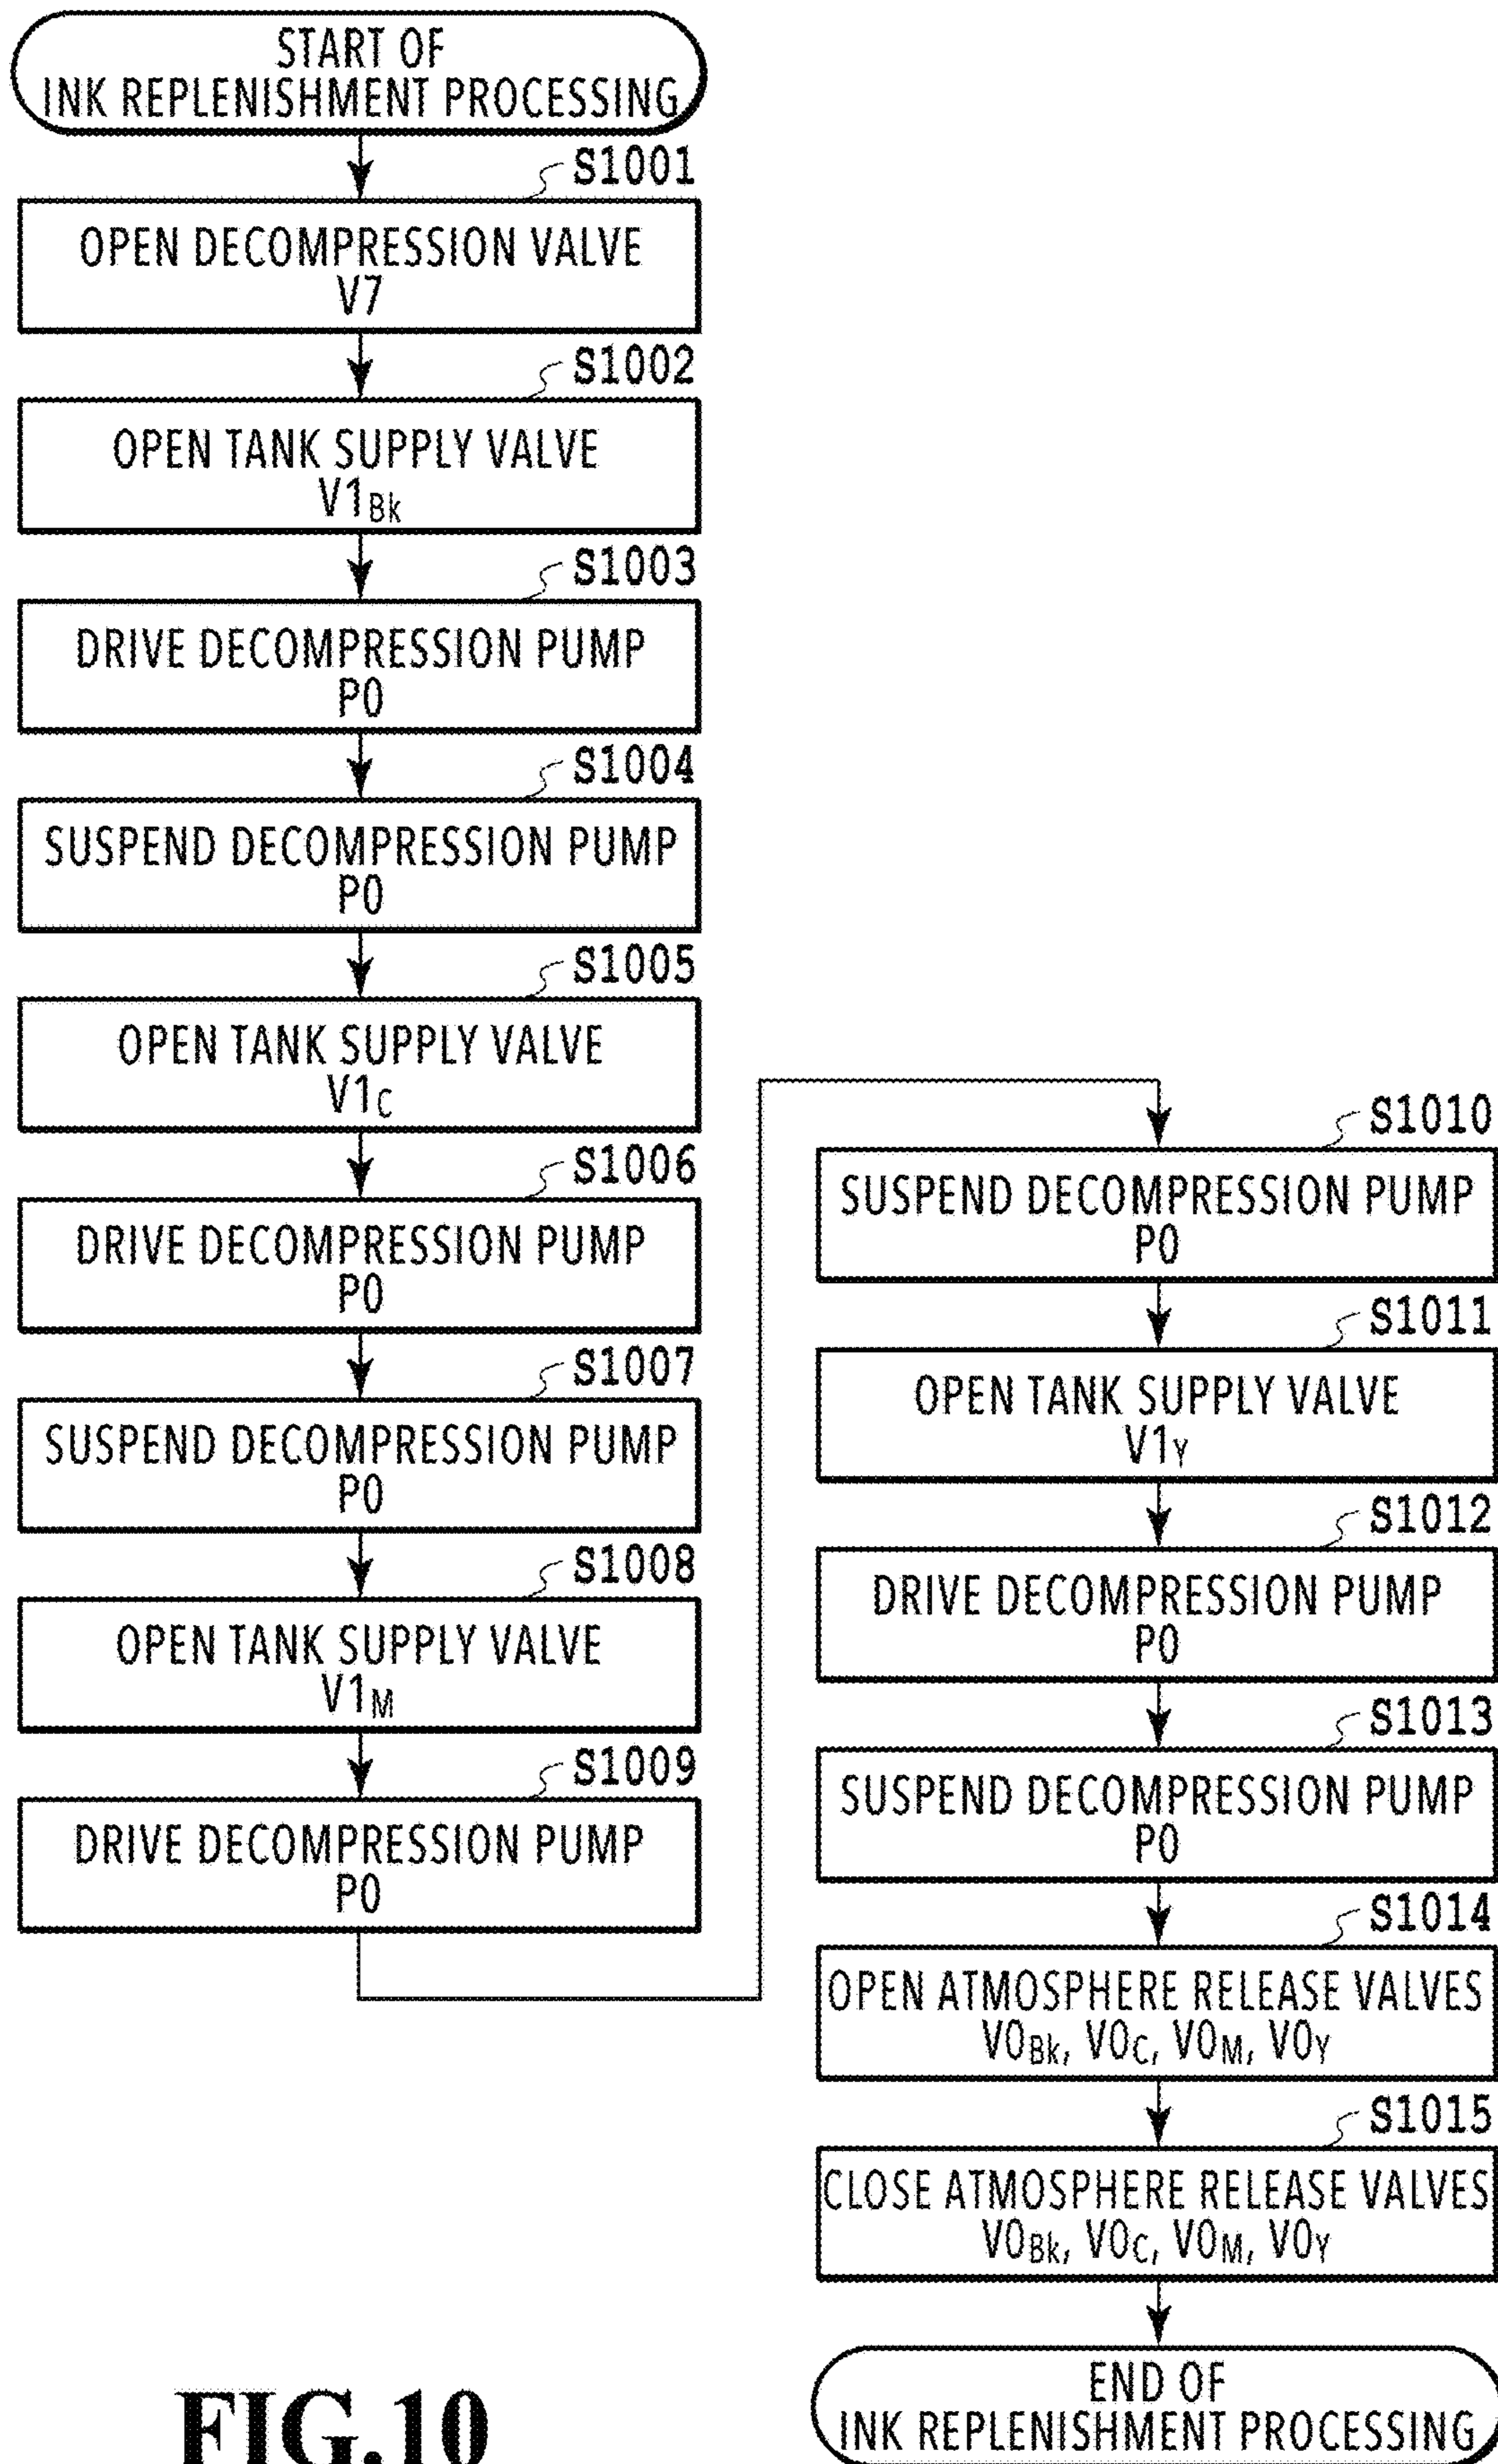 START OF
INK REPLENISHMENT PROCESSING
S1001
OPEN DECOMPRESSION VALVE
V7
S1002
OPEN TANK SUPPLY VALVE
V1Bk
S1003
DRIVE DECOMPRESSION PUMP
P0
S1004
SUSPEND DECOMPRESSION PUMP
P0
S1005
OPEN TANK SUPPLY VALVE
V1C
S1006
DRIVE DECOMPRESSION PUMP
P0
S1007
SUSPEND DECOMPRESSION PUMP
P0
S1008
OPEN TANK SUPPLY VALVE
V1M
S1009
DRIVE DECOMPRESSION PUMP
P0
S1010
SUSPEND DECOMPRESSION PUMP
P0
S1011
OPEN TANK SUPPLY VALVE
V1Y
S1012
DRIVE DECOMPRESSION PUMP
P0
S1013
SUSPEND DECOMPRESSION PUMP
P0
S1014
OPEN ATMOSPHERE RELEASE VALVES
V0Bk, V0C, V0M, V0Y
S1015
CLOSE ATMOSPHERE RELEASE VALVES
V0Bk, V0C, V0M, V0Y
END OF
INK REPLENISHMENT PROCESSING
FIG.10